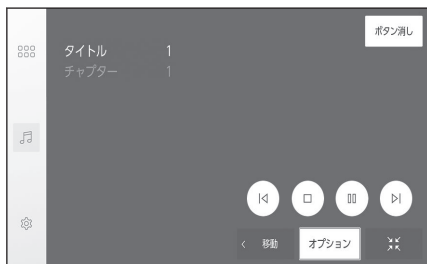 ボタン消し
タイトル 1
チャプター 1
移動
オプション